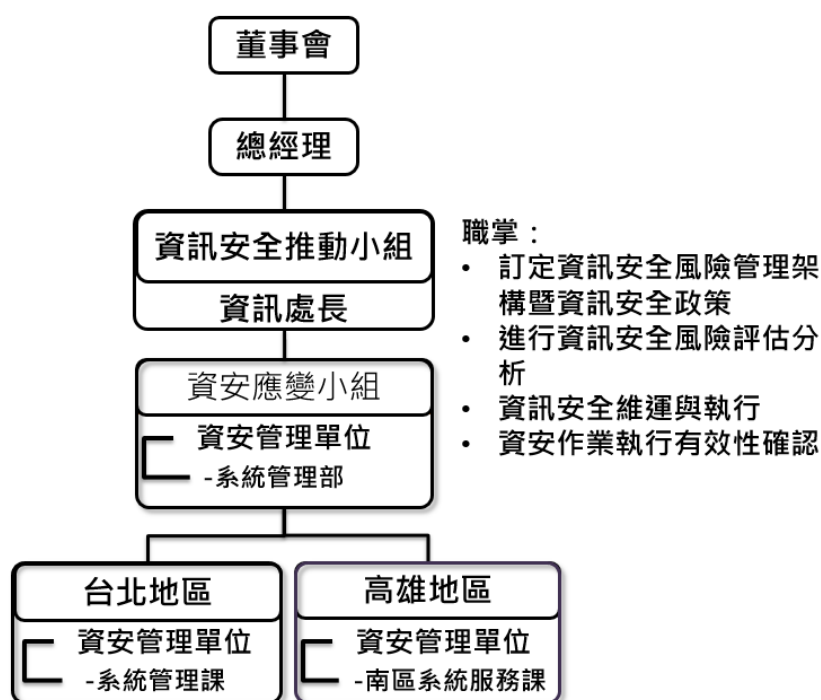 董事會
總經理
資訊安全推動小組
資訊處長
職掌：
• 訂定資訊安全風險管理架
構暨資訊安全政策
• 進行資訊安全風險評估分
析
• 資訊安全維運與執行
• 資安作業執行有效性確認
資安應變小組
資安管理單位
-系統管理部
台北地區
資安管理單位
-系統管理課
高雄地區
資安管理單位
-南區系統服務課